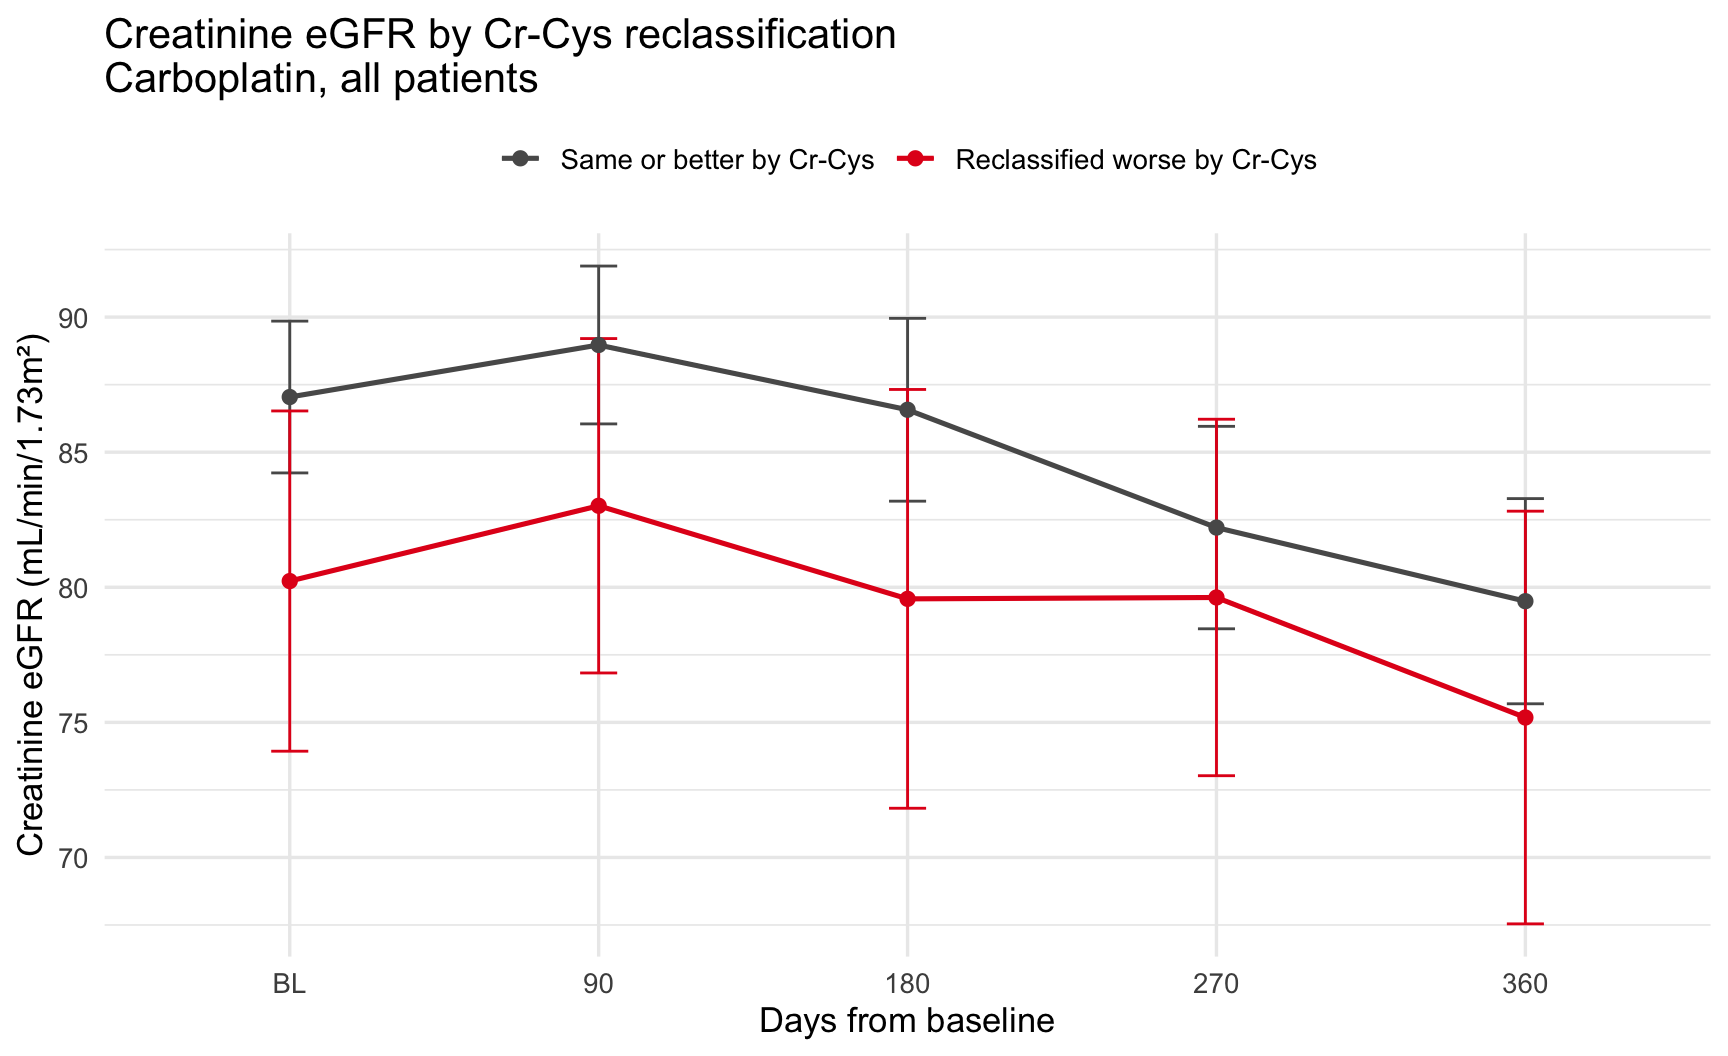 Creatinine eGFR by Cr-Cys reclassification
Carboplatin, all patients
Same or better by Cr-Cys
Reclassified worse by Cr-Cys
Creatinine eGFR (mL/min/1.73m²)
90
85
80
75
70
BL
90
180
270
360
Days from baseline